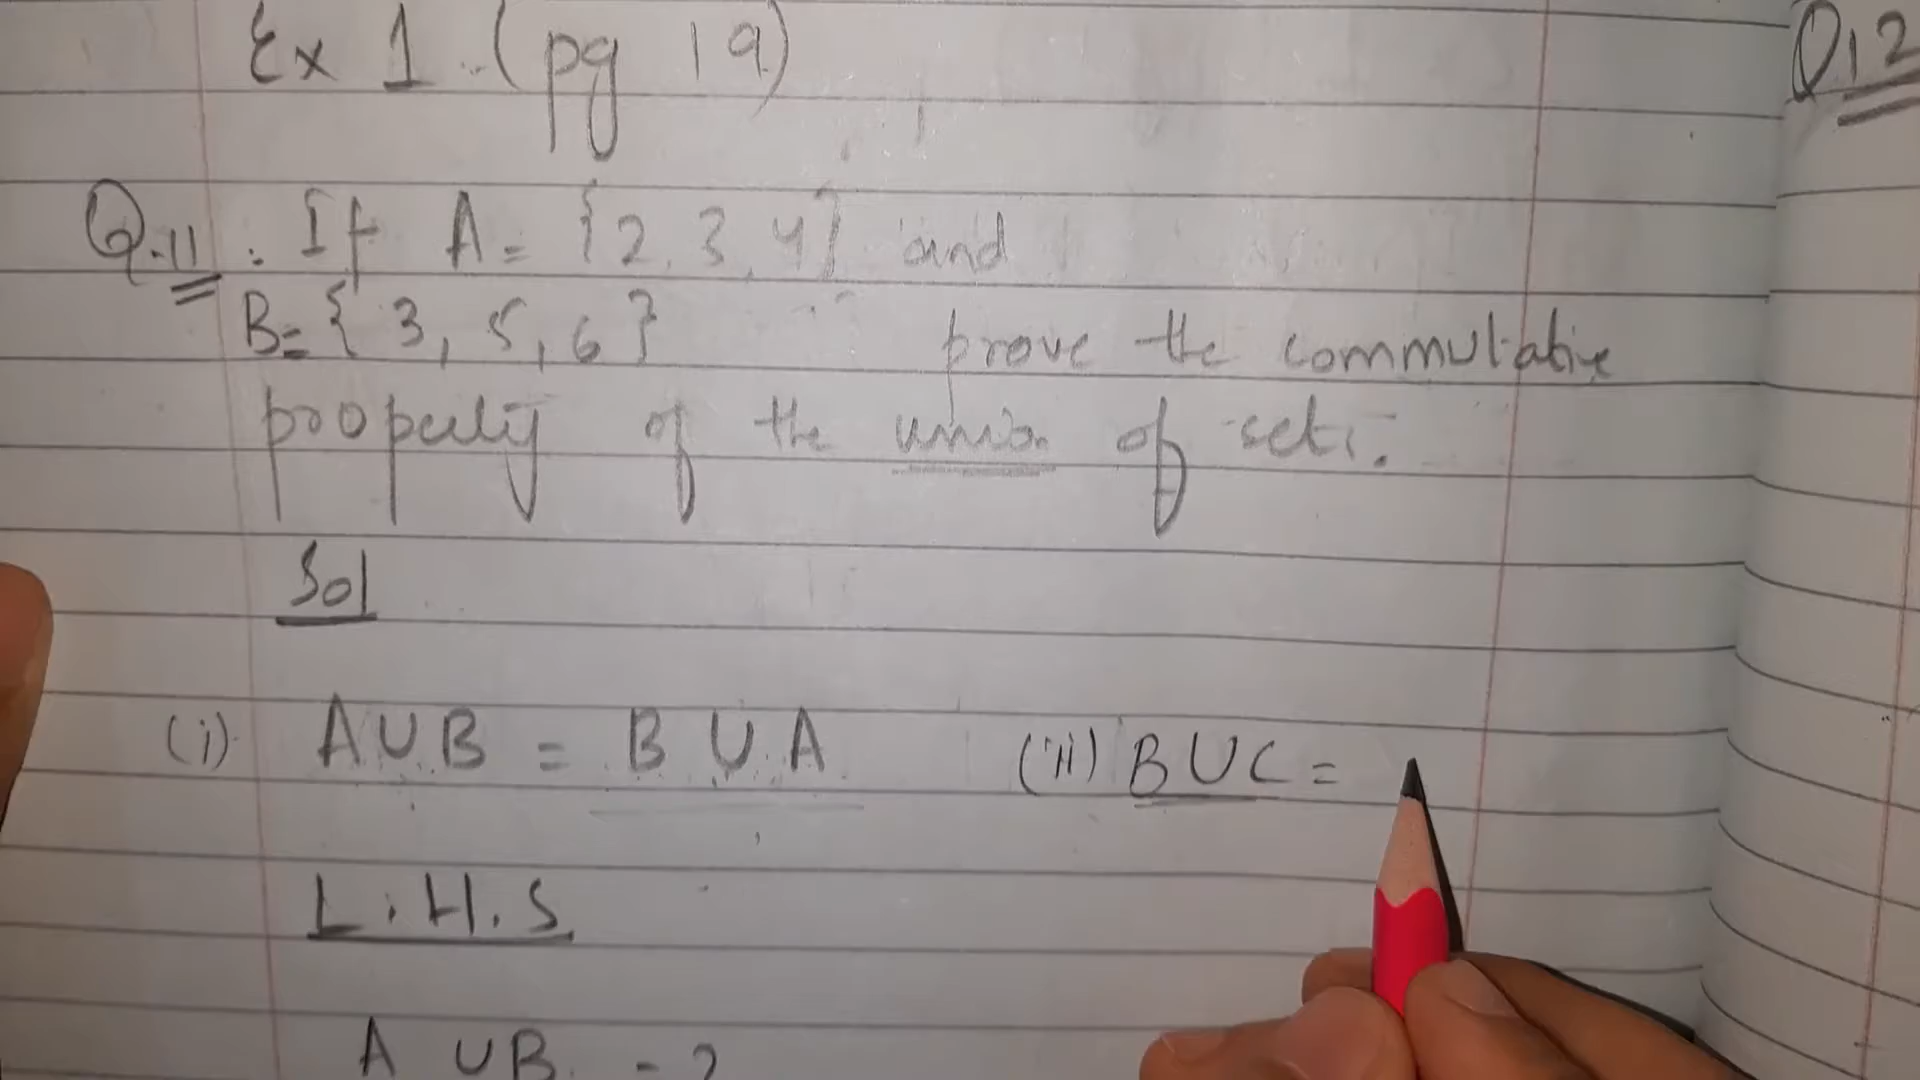 Ex 1 (pg 19)
Q12
Q.11: If A = {2, 3, 4} and
B = { 3, 5, 6 } prove the commutative
property of the union of sets.
Sol
(i) A U B = B U A (ii) B U C =
L.H.S
A U B = ?